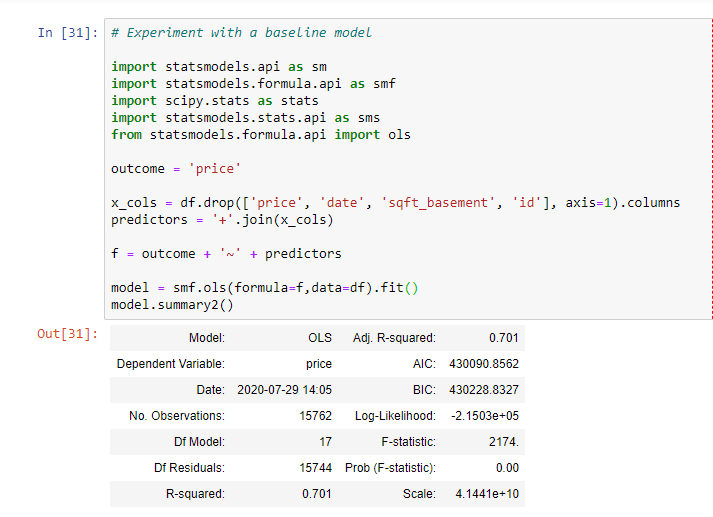 In [31]: # Experiment with a baseline model
import statsmodels.api as sm
import statsmodels.formula.api as smf
import scipy.stats as stats
import statsmodels.stats.api as sms
from statsmodels.formula.api import ols
outcome = 'price'
x_cols = df.drop(['price', 'date', 'sqft_basement', 'id'], axis=1).columns
predictors = '+'.join(x_cols)
f = outcome + '~' + predictors
model = smf.ols(formula=f,data=df).fit()
model.summary2()
Out[31]: Model: OLS Adj. R-squared: 0.701
Dependent Variable: price AIC: 430090.8562
Date: 2020-07-29 14:05 BIC: 430228.8327
No. Observations: 15762 Log-Likelihood: -2.1503e+05
Df Model: 17 F-statistic: 2174.
Df Residuals: 15744 Prob (F-statistic): 0.00
R-squared: 0.701 Scale: 4.1441e+10